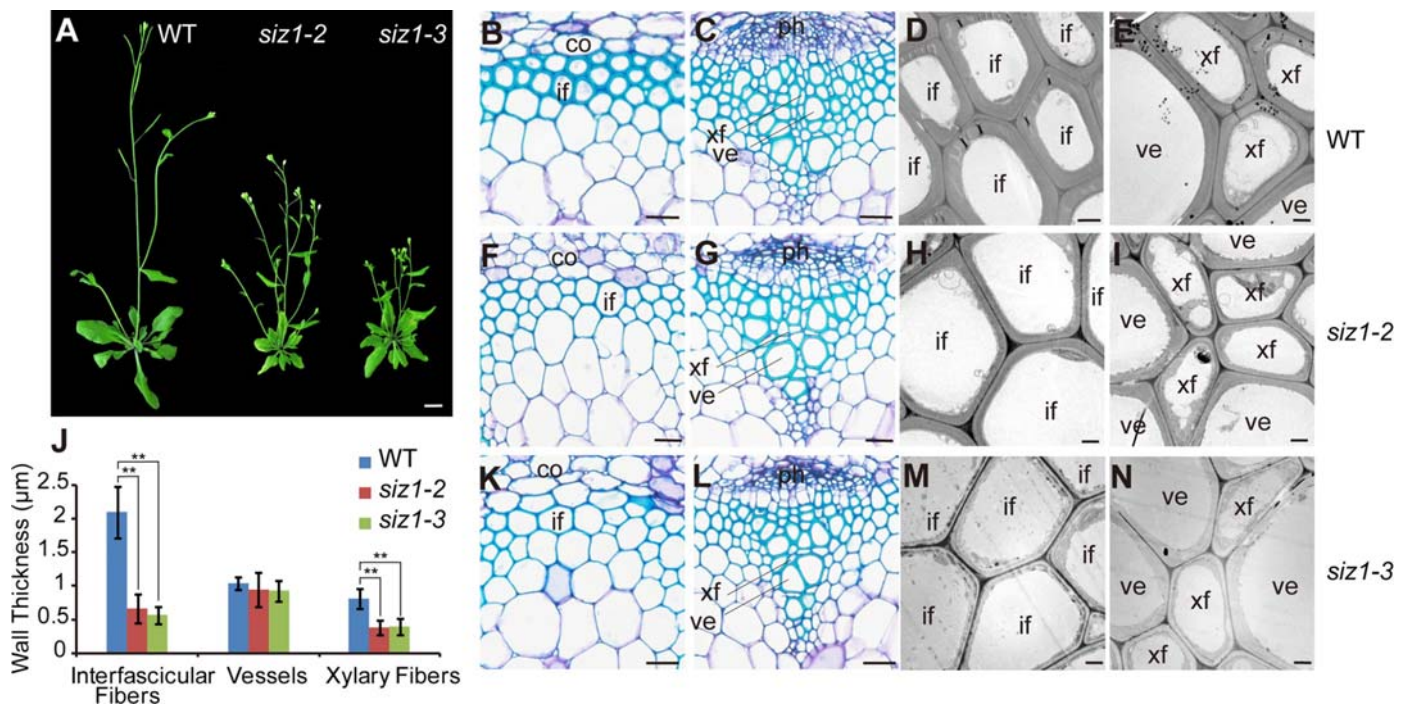 A WT siz1-2 siz1-3
B co if
C ph xf ve
D if if if if if
E xf xf ve xf ve
WT
F co if
G ph xf ve
H if if if if
I ve xf xf ve xf xf ve ve
siz1-2
J
WT
siz1-2
siz1-3
** ** ** **
Wall Thickness (μm)
2.5
2
1.5
1
0.5
0
Interfascicular Fibers
Vessels
Xylary Fibers
K co if
L ph xf ve
M if if if if if
N ve xf ve xf ve xf
siz1-3